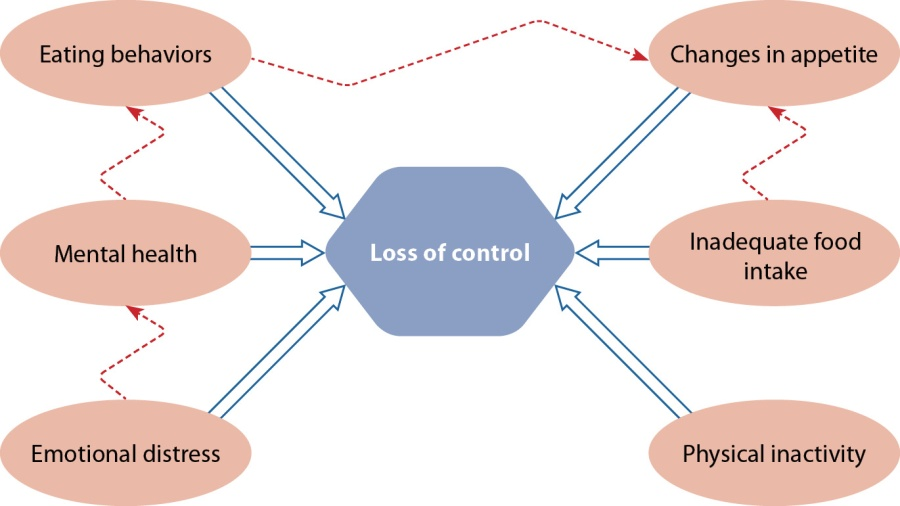 Eating behaviors
Changes in appetite
Mental health
Loss of control
Inadequate food
intake
Emotional distress
Physical inactivity